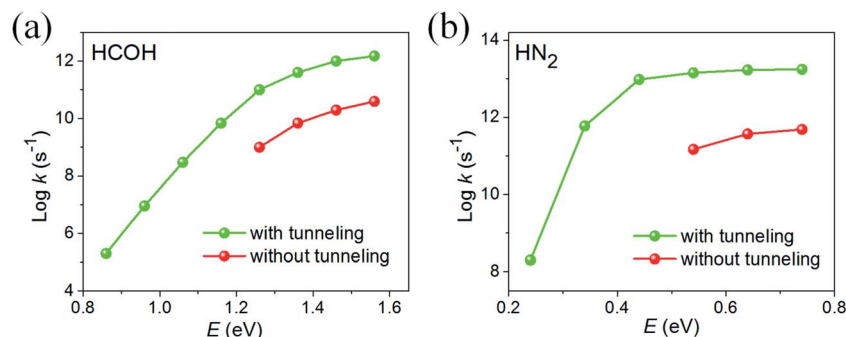 (a)
HCOH
Log k (s⁻¹)
12
10
8
6
4
with tunneling
without tunneling
0.8 1.0 1.2 1.4 1.6
E (eV)
(b)
HN₂
Log k (s⁻¹)
14
12
10
8
with tunneling
without tunneling
0.2 0.4 0.6 0.8
E (eV)